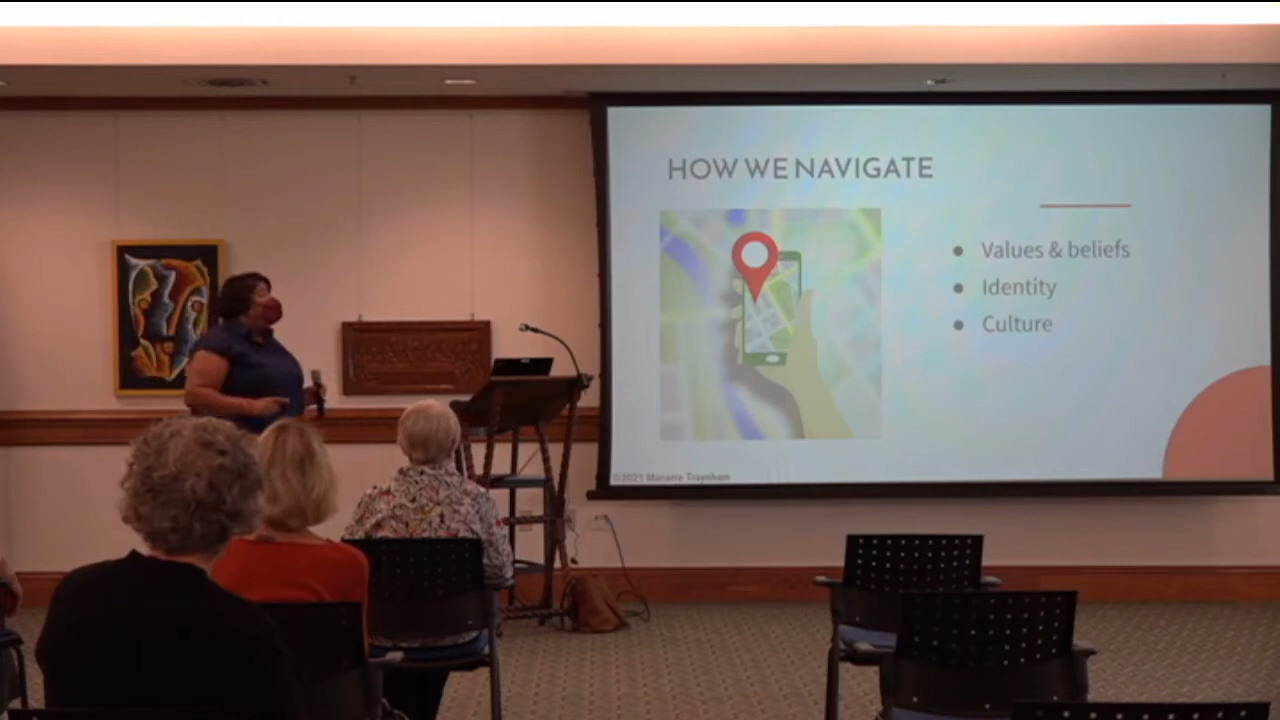 HOW WE NAVIGATE
● Values & beliefs
● Identity
● Culture
©2021 Macarre Traynham